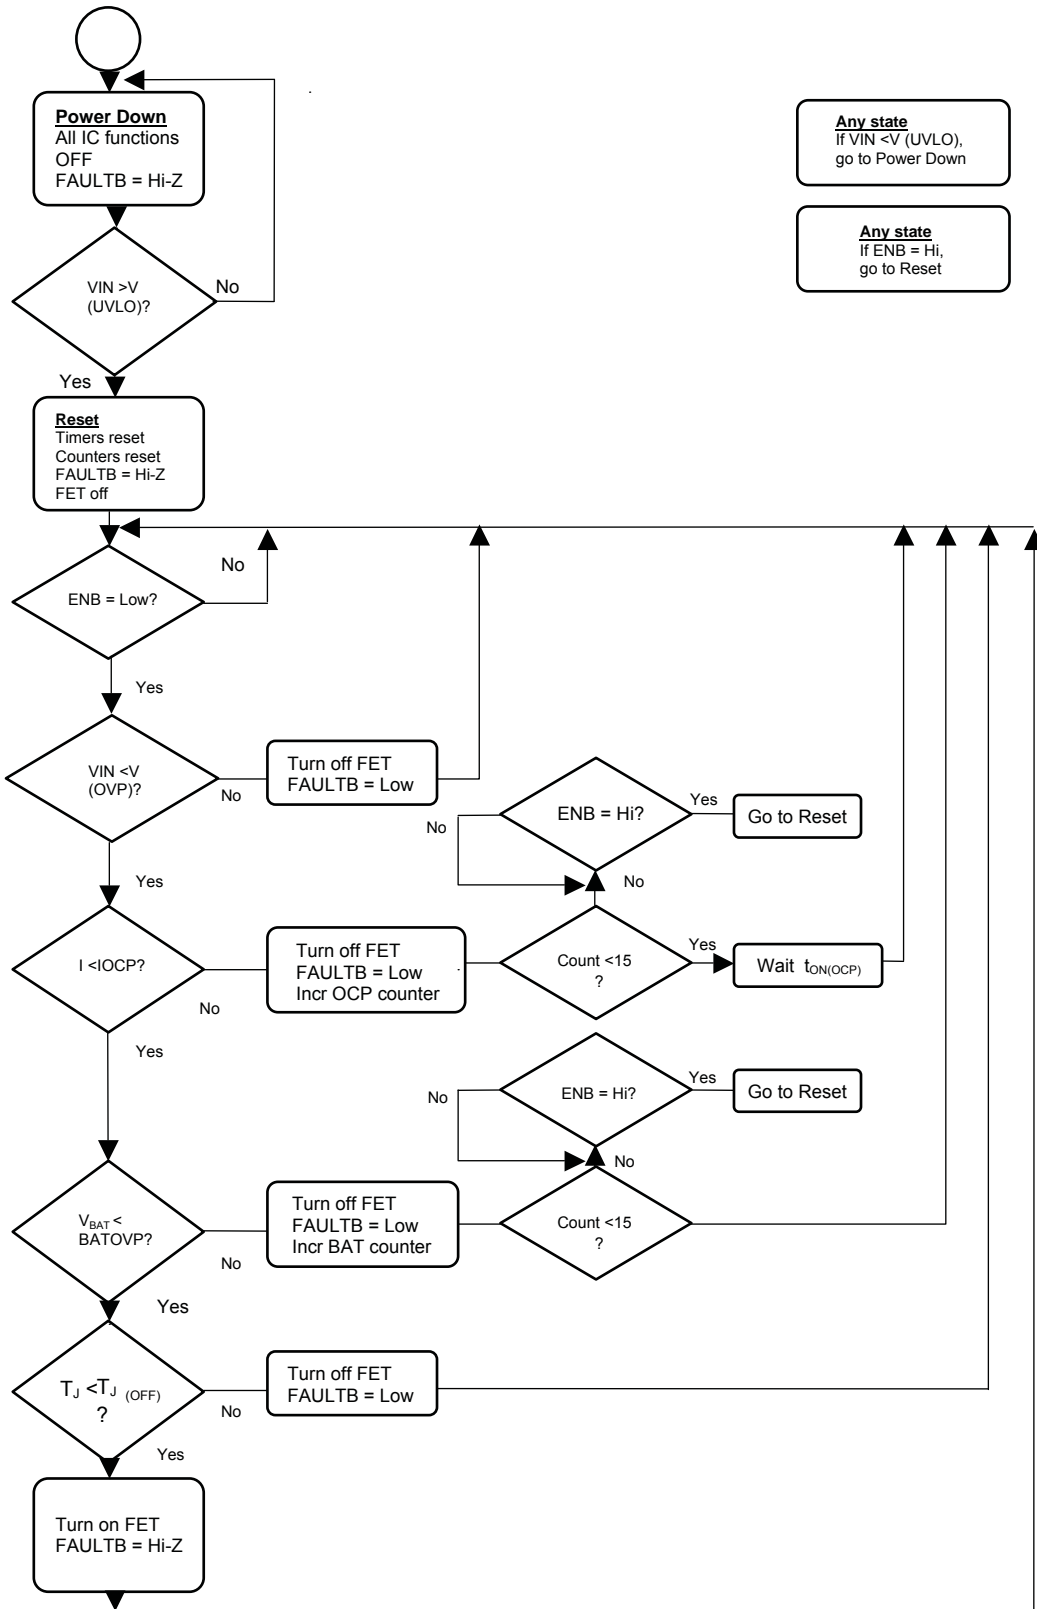 Power Down
All IC functions
OFF
FAULTB = Hi-Z
Any state
If VIN <V (UVLO),
go to Power Down
Any state
If ENB = Hi,
go to Reset
VIN >V
(UVLO)?
No
Yes
Reset
Timers reset
Counters reset
FAULTB = Hi-Z
FET off
ENB = Low?
No
Yes
VIN <V
(OVP)?
No
Turn off FET
FAULTB = Low
Yes
ENB = Hi?
Yes
Go to Reset
No
No
I <IOCP?
No
Turn off FET
FAULTB = Low
Incr OCP counter
Count <15
?
Yes
Wait tON(OCP)
Yes
ENB = Hi?
Yes
Go to Reset
No
No
VBAT <
BATOVP?
No
Turn off FET
FAULTB = Low
Incr BAT counter
Count <15
?
Yes
TJ <TJ (OFF)
?
No
Turn off FET
FAULTB = Low
Yes
Turn on FET
FAULTB = Hi-Z